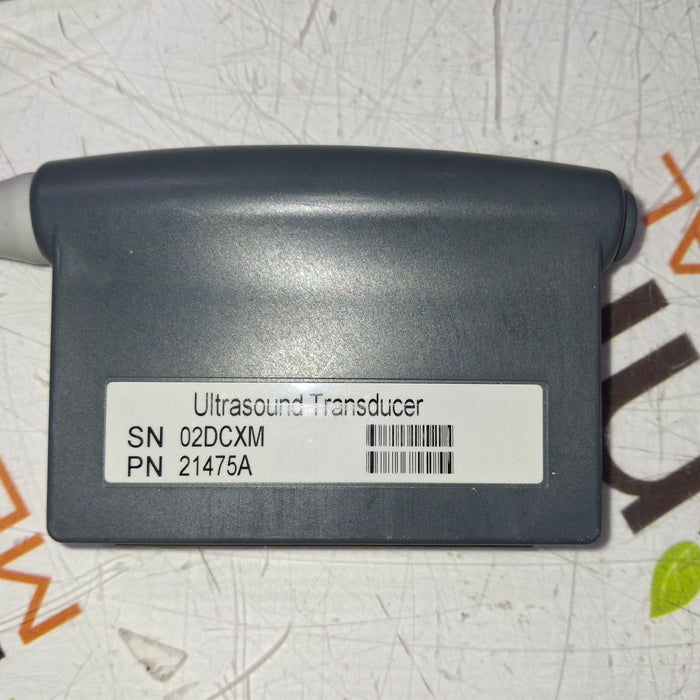 Ultrasound Transducer
SN 02DCXM
PN 21475A